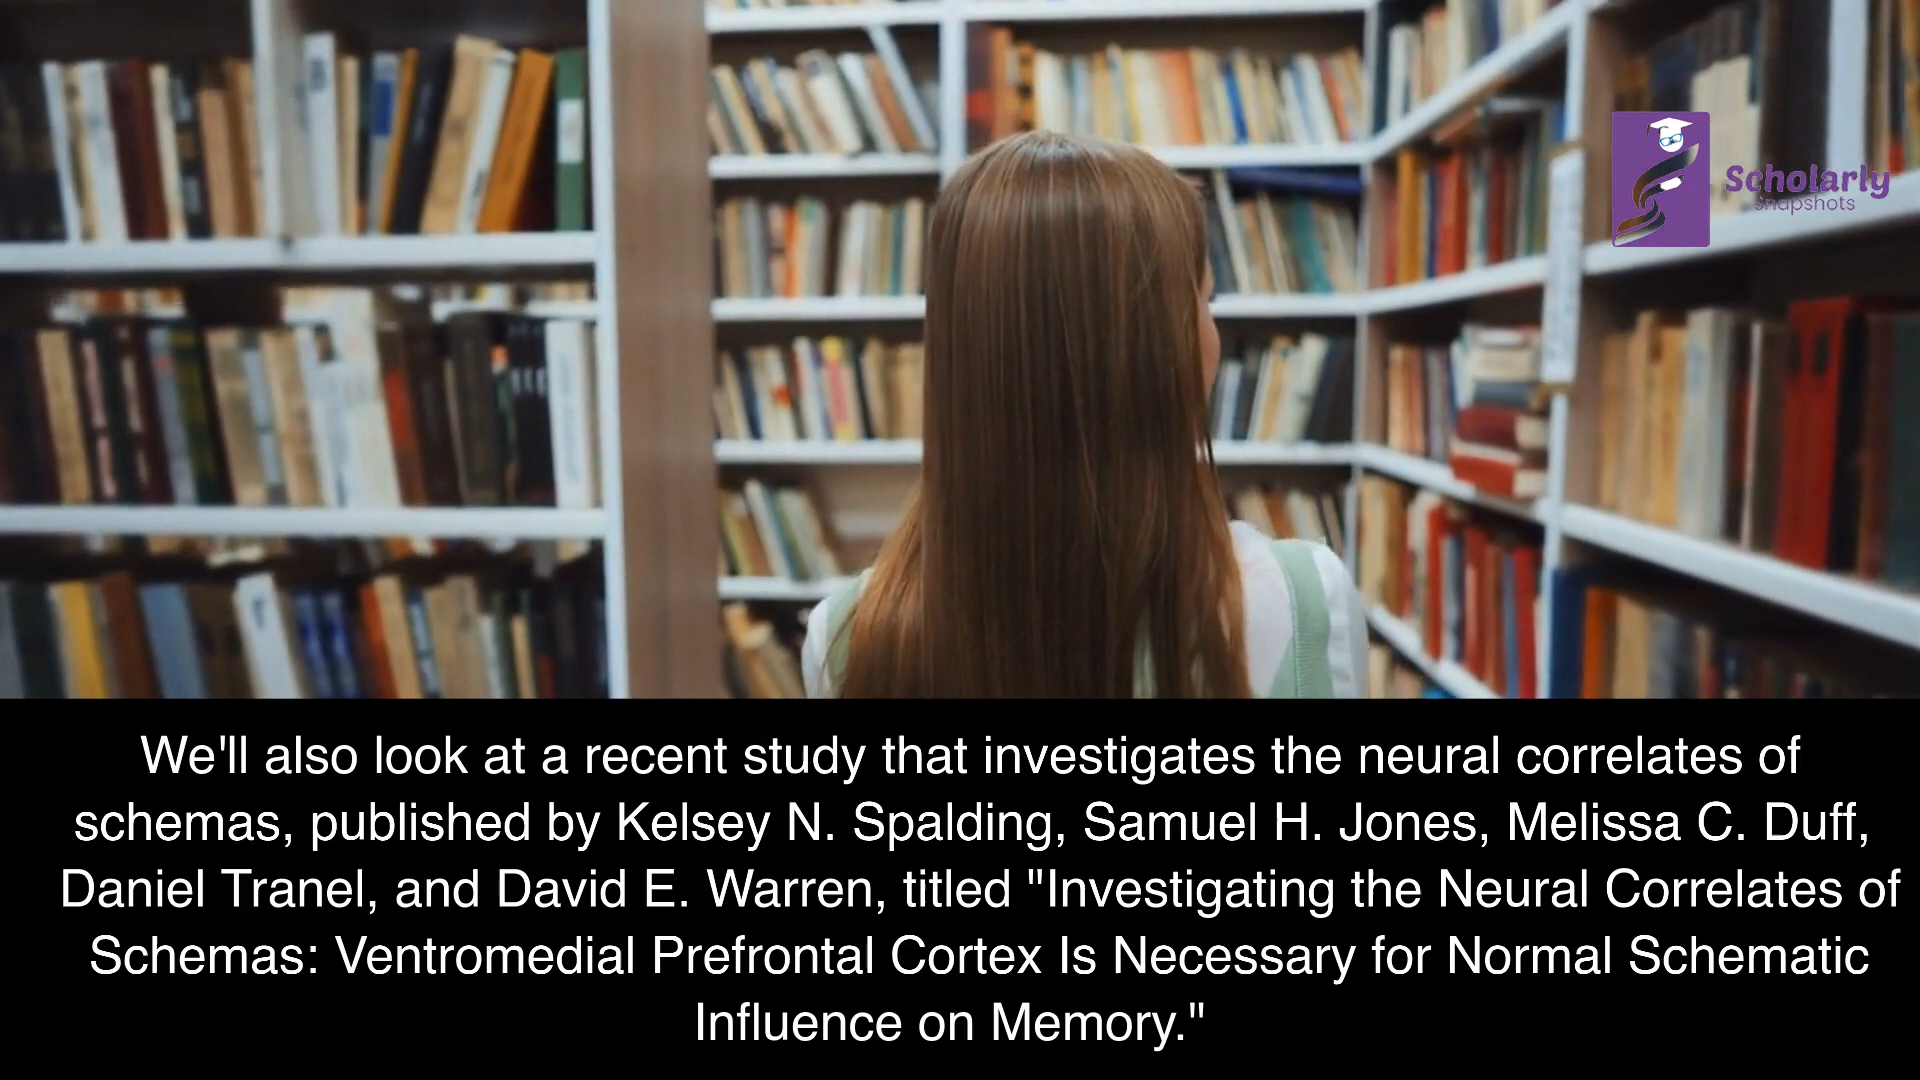 Scholarly
snapshots
We'll also look at a recent study that investigates the neural correlates of
schemas, published by Kelsey N. Spalding, Samuel H. Jones, Melissa C. Duff,
Daniel Tranel, and David E. Warren, titled "Investigating the Neural Correlates of
Schemas: Ventromedial Prefrontal Cortex Is Necessary for Normal Schematic
Influence on Memory."